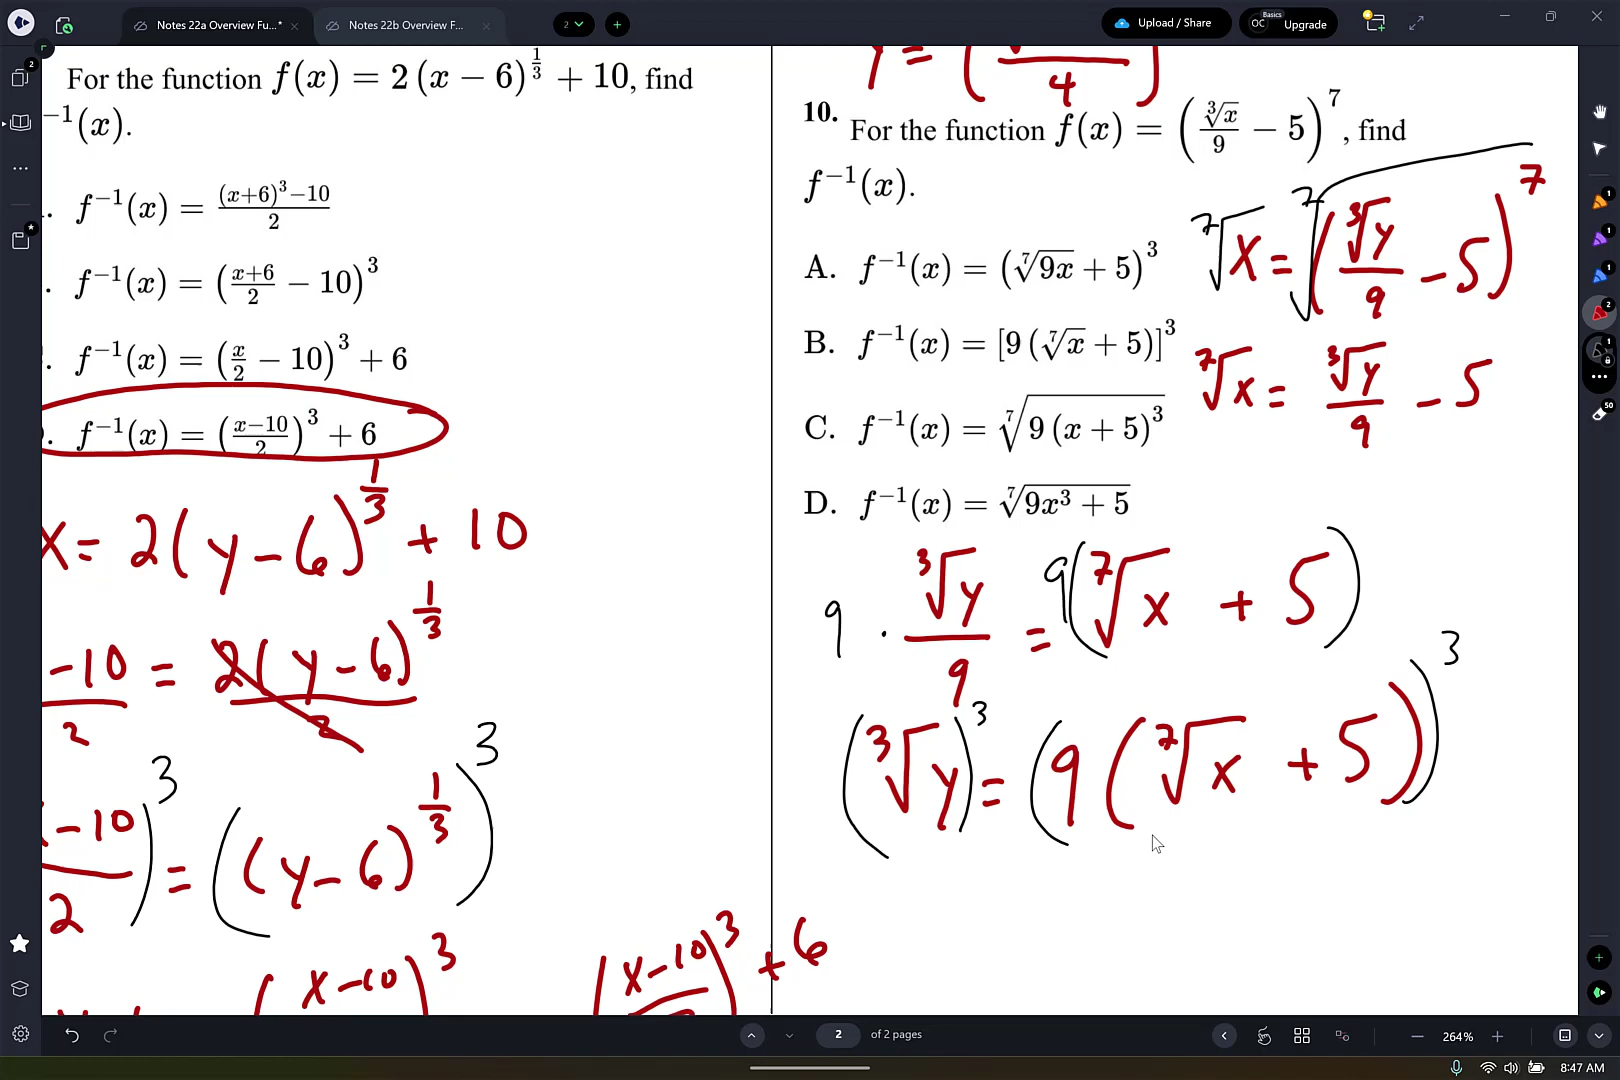 Notes 22a Overview Fu...*
Notes 22b Overview F...
2
Upload / Share
OC
Basics
Upgrade
For the function f(x) = 2(x − 6)^{1/3} + 10, find
⁻¹(x).
. f⁻¹(x) = ((x+6)³−10)/2
. f⁻¹(x) = ((x+6)/2 − 10)³
. f⁻¹(x) = (x/2 − 10)³ + 6
. f⁻¹(x) = ((x−10)/2)³ + 6
x = 2(y − 6)^{1/3} + 10
−10/2 = 2(y − 6)^{1/3}/2
−10/2)³ = ((y − 6)^{1/3})³
(x−10)³
(x−10)³ + 6
y = ( /4)
10. For the function f(x) = (∛x/9 − 5)⁷, find
f⁻¹(x).
A. f⁻¹(x) = (⁷√(9x) + 5)³
B. f⁻¹(x) = [9(⁷√x + 5)]³
C. f⁻¹(x) = ⁷√(9(x + 5)³)
D. f⁻¹(x) = ⁷√(9x³ + 5)
⁷√x = ⁷√(∛y/9 − 5)⁷
⁷√x = ∛y/9 − 5
9 · ∛y/9 = 9(⁷√x + 5)
(∛y)³ = (9(⁷√x + 5))³
2
of 2 pages
264%
8:47 AM